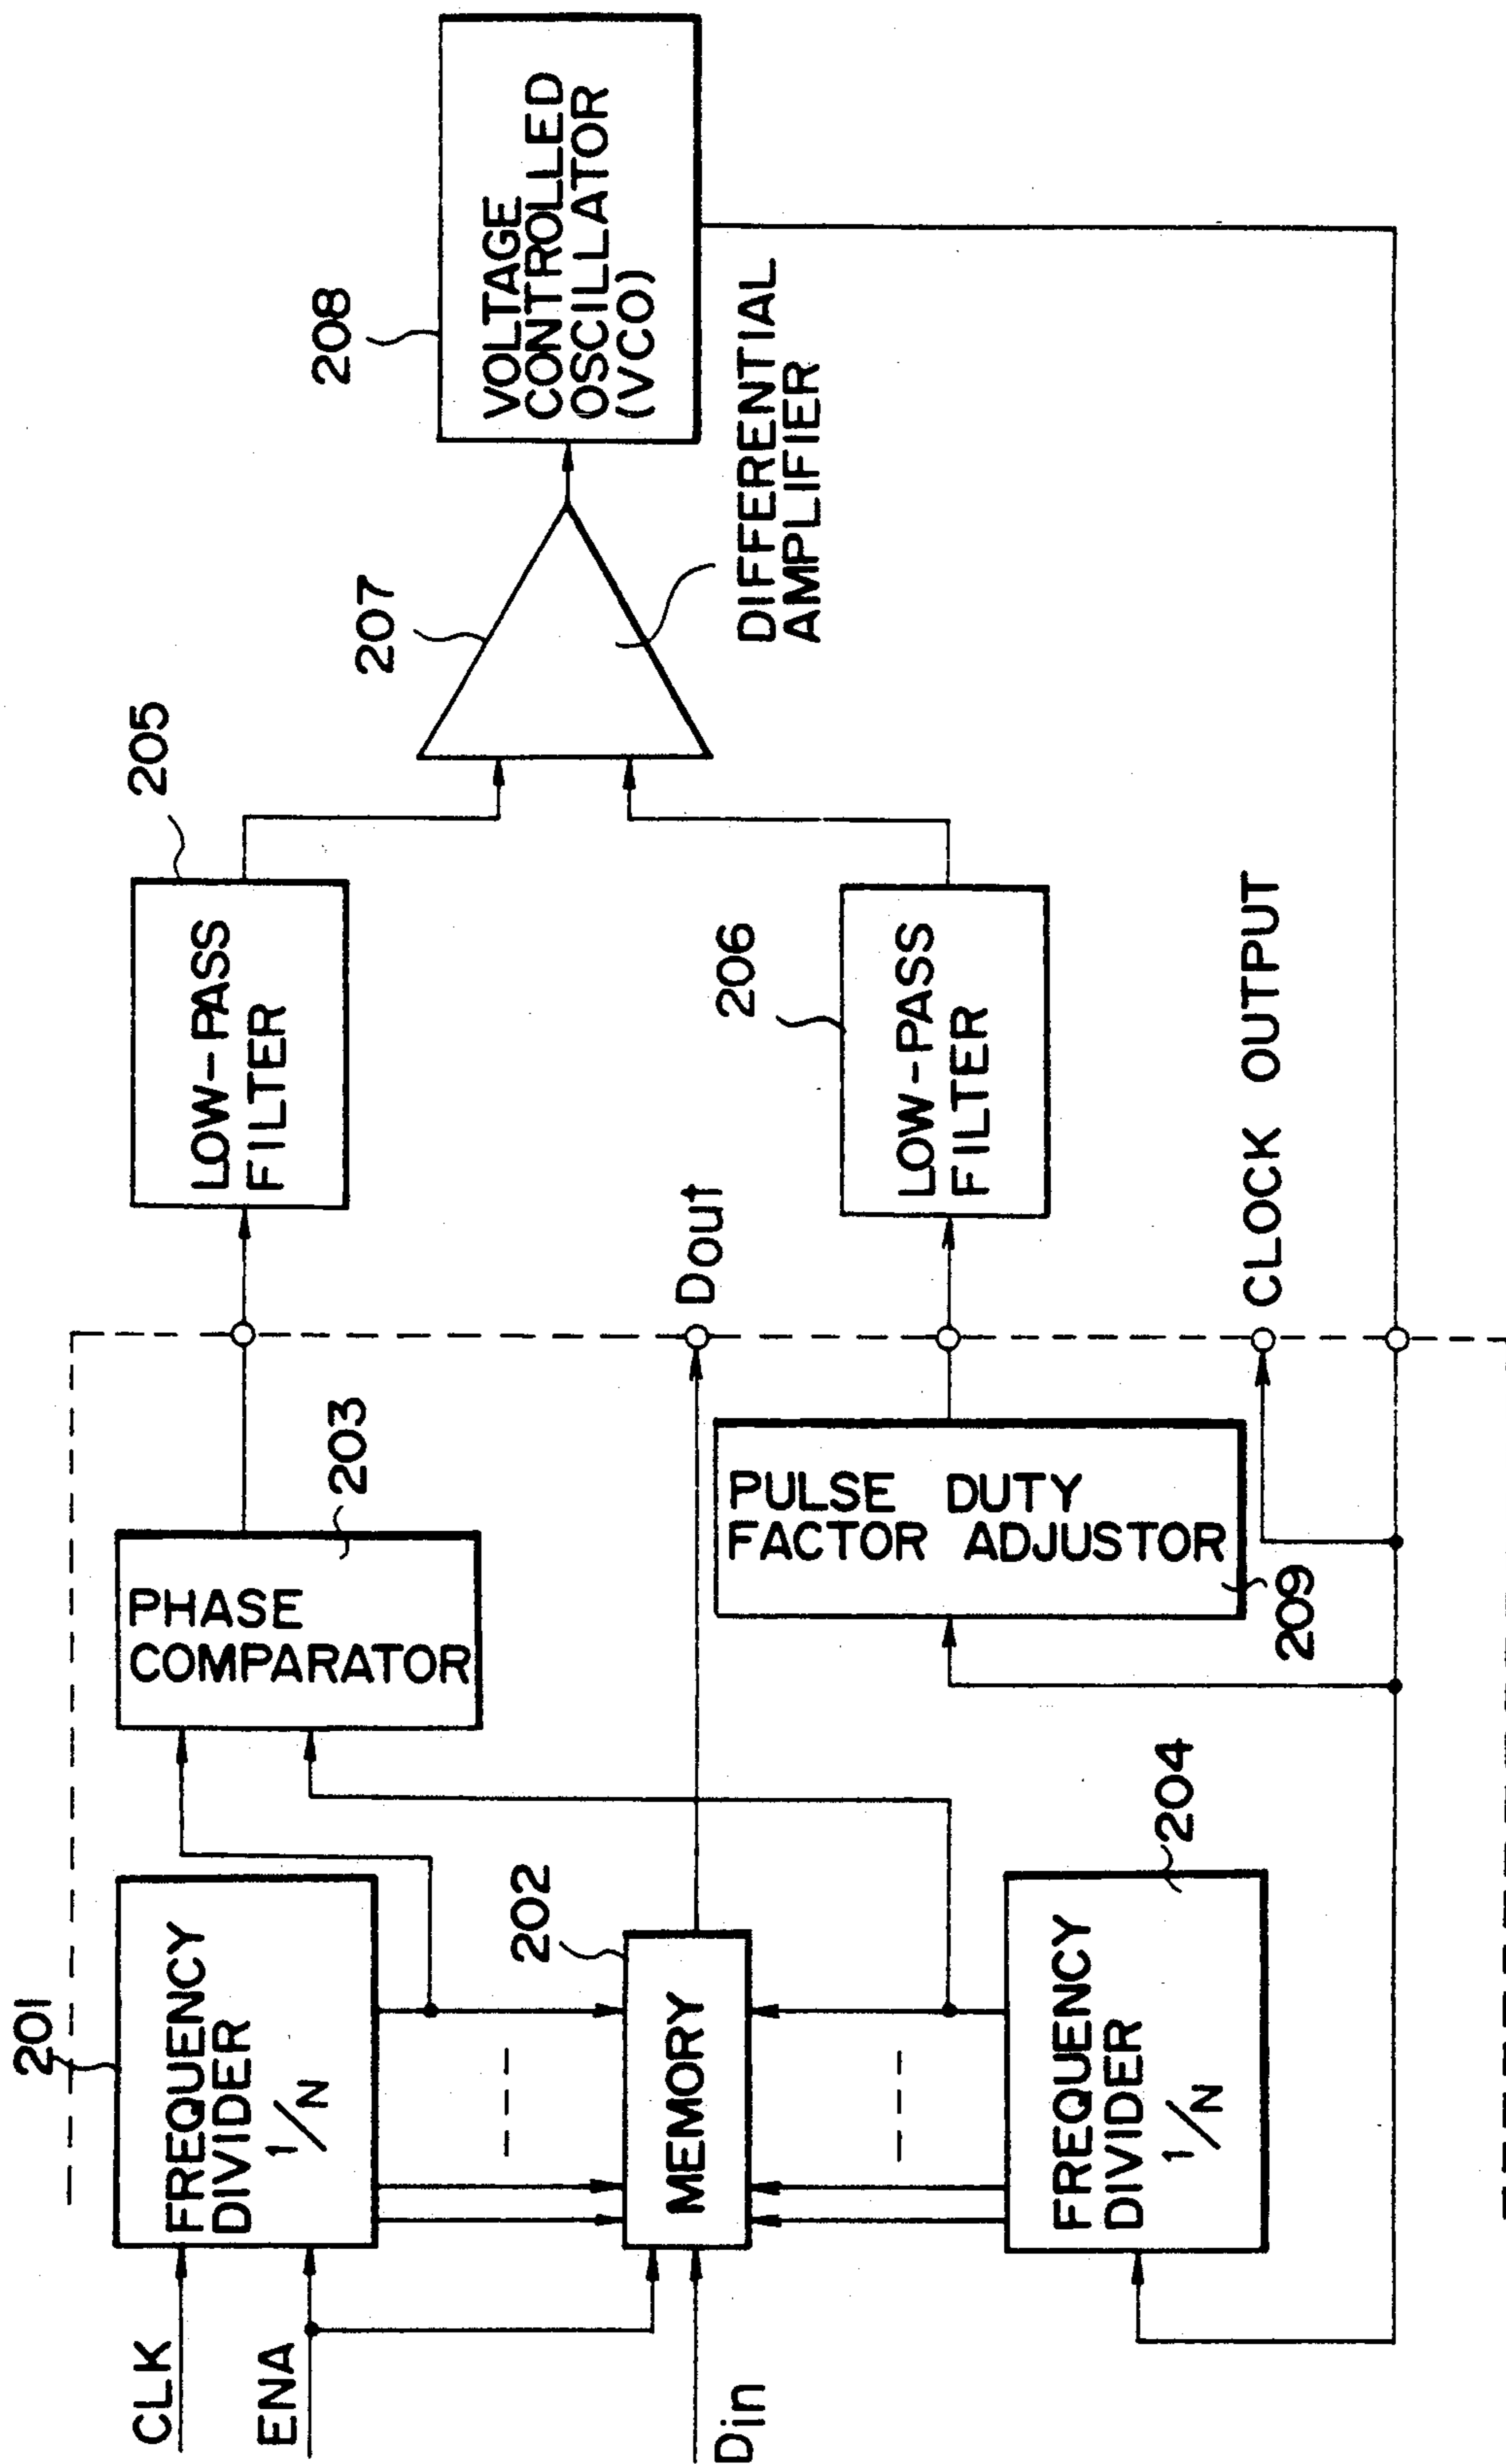 201
CLK
ENA
Din
FREQUENCY
DIVIDER
1/N
202
MEMORY
FREQUENCY
DIVIDER
1/N
204
PHASE
COMPARATOR
203
PULSE DUTY
FACTOR ADJUSTOR
209
Dout
CLOCK OUTPUT
LOW-PASS
FILTER
205
LOW-PASS
FILTER
206
207
DIFFERENTIAL
AMPLIFIER
208
VOLTAGE
CONTROLLED
OSCILLATOR
(VCO)